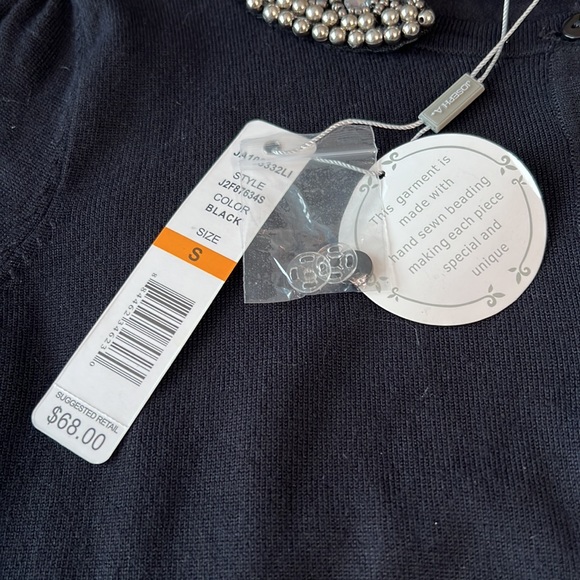 JOSEPH A.
STYLE
J2F87634S
COLOR
BLACK
SIZE
S
SUGGESTED RETAIL
$68.00
This garment is
made with
hand sewn beading
making each piece
special and
unique